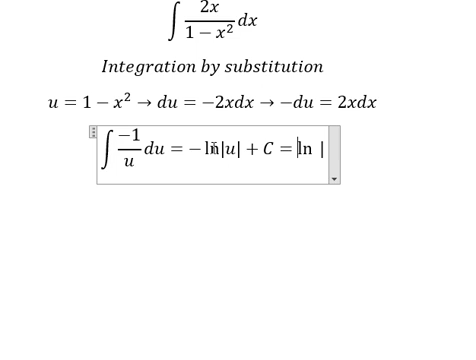 ∫ 2x/(1 − x²) dx
Integration by substitution
u = 1 − x² → du = −2xdx → −du = 2xdx
∫ −1/u du = − ln|u| + C = ln |